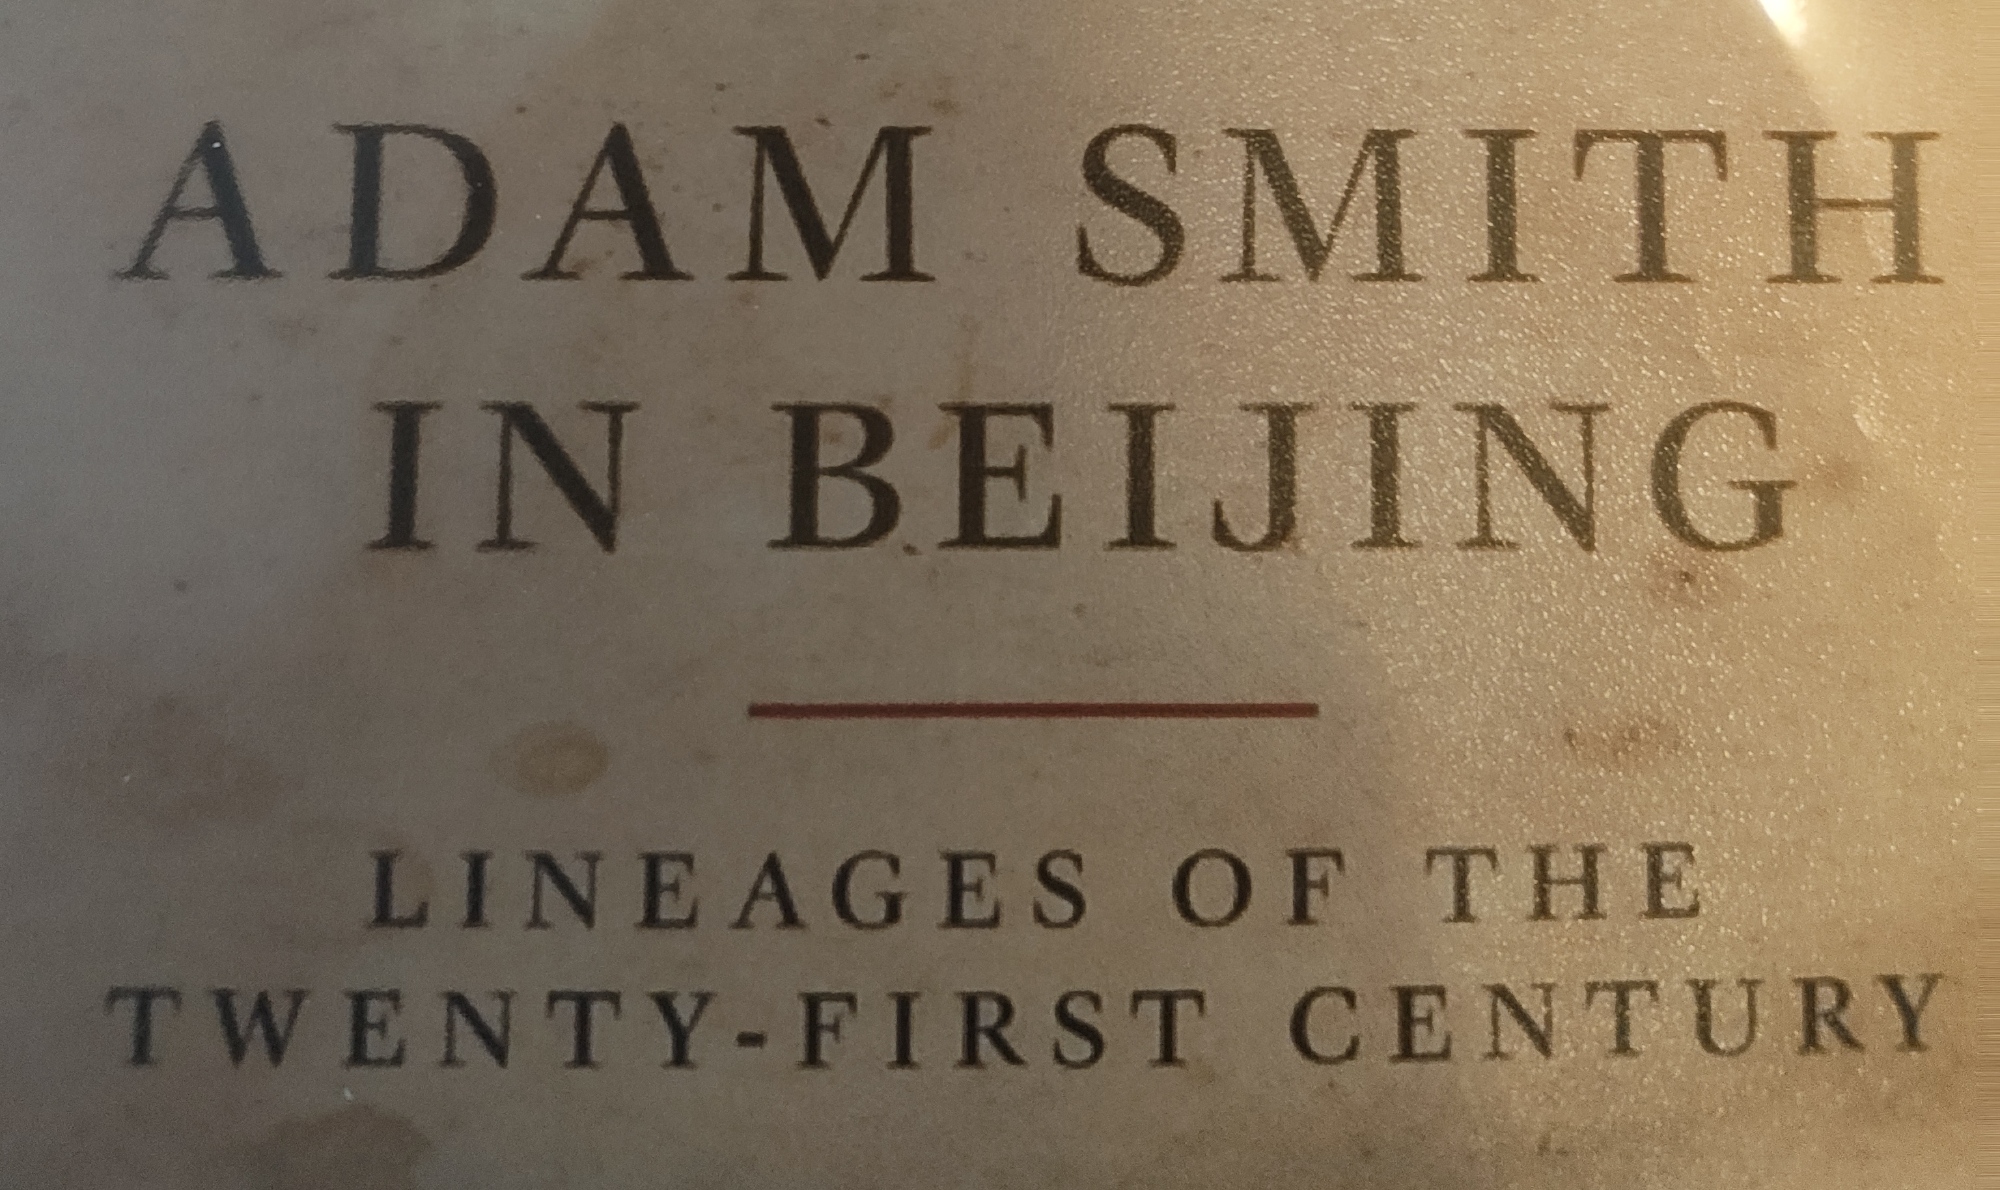 ADAM SMITH
IN BEIJING
LINEAGES OF THE
TWENTY-FIRST CENTURY